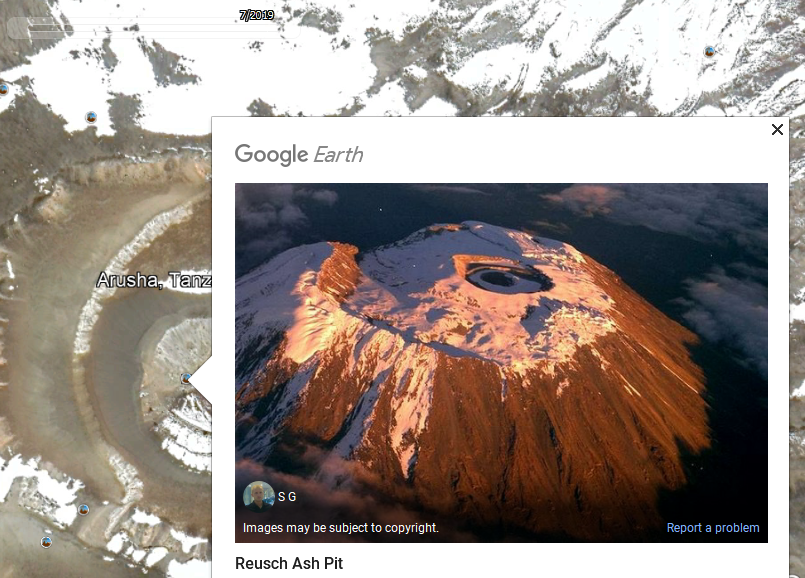 7/2019
Google Earth
Arusha, Tanz
S G
Images may be subject to copyright.
Report a problem
Reusch Ash Pit